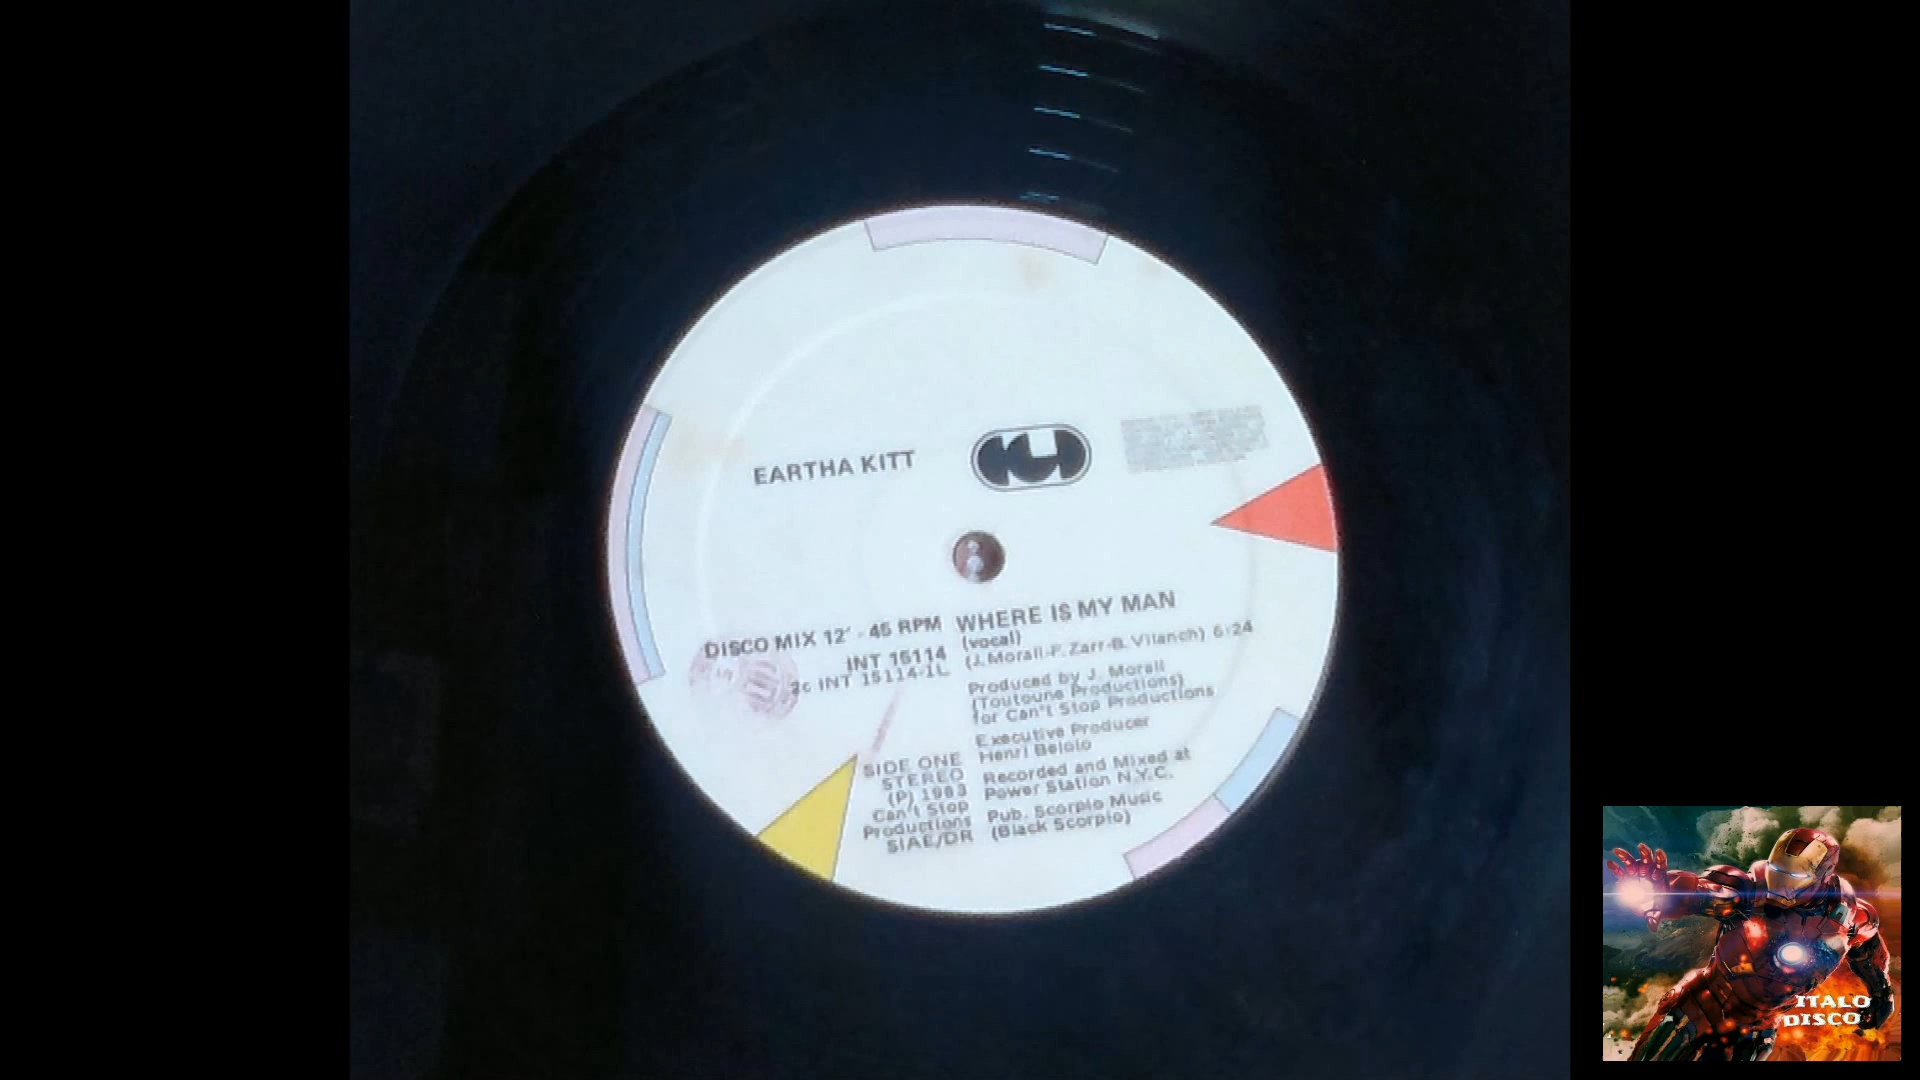 EARTHA KITT
DISCO MIX 12' - 45 RPM
INT 15114
2c INT 15114-1L
SIDE ONE
STEREO
(P) 1983
Can't Stop
Productions
SIAE/DR
WHERE IS MY MAN
(vocal)
(J. Morali-F. Zarr-B. Vilanch) 6:24
Produced by J. Morali
(Toutoune Productions)
for Can't Stop Productions
Executive Producer
Henri Belolo
Recorded and Mixed at
Power Station N.Y.C.
Pub. Scorpio Music
(Black Scorpio)
ITALO
DISCO